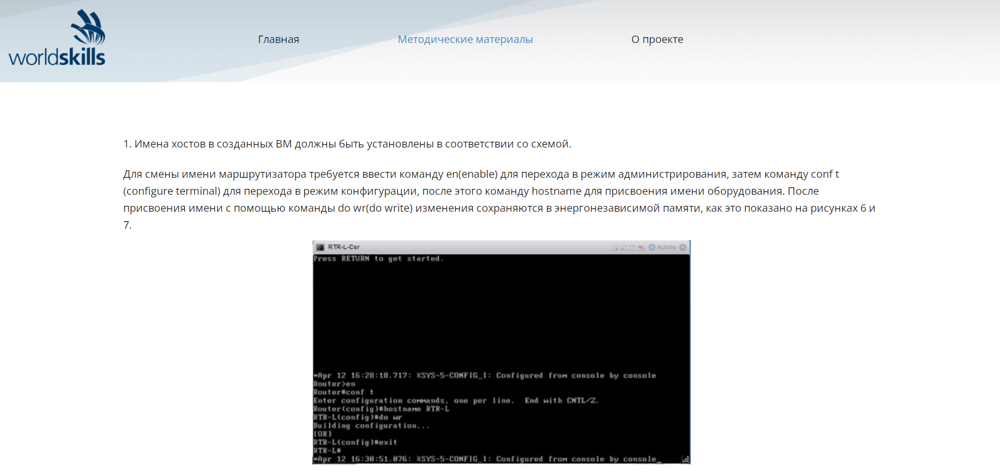 worldskills
Главная
Методические материалы
О проекте
1. Имена хостов в созданных ВМ должны быть установлены в соответствии со схемой.
Для смены имени маршрутизатора требуется ввести команду en(enable) для перехода в режим администрирования, затем команду conf t
(configure terminal) для перехода в режим конфигурации, после этого команду hostname для присвоения имени оборудования. После
присвоения имени с помощью команды do wr(do write) изменения сохраняются в энергонезависимой памяти, как это показано на рисунках 6 и
7.
RTR-L-Csr
Actions
Press RETURN to get started.
*Apr 12 16:28:18.717: %SYS-5-CONFIG_I: Configured from console by console
Router>en
Router#conf t
Enter configuration commands, one per line.  End with CNTL/Z.
Router(config)#hostname RTR-L
RTR-L(config)#do wr
Building configuration...
[OK]
RTR-L(config)#exit
RTR-L#
*Apr 12 16:30:51.076: %SYS-5-CONFIG_I: Configured from console by console_